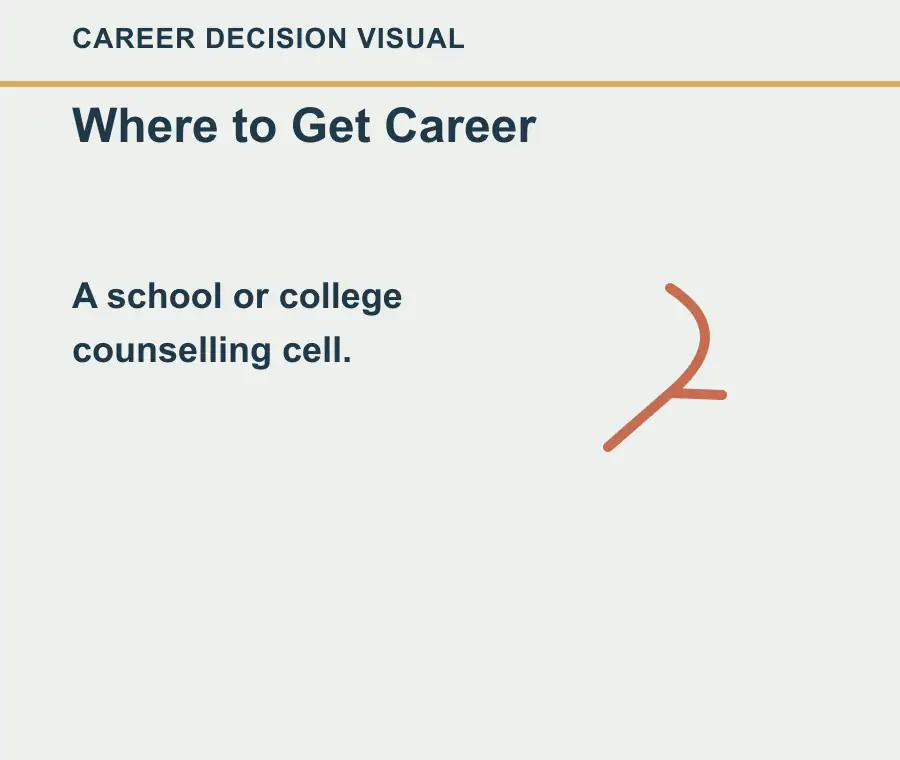 CAREER DECISION VISUAL
Where to Get Career
A school or college
counselling cell.